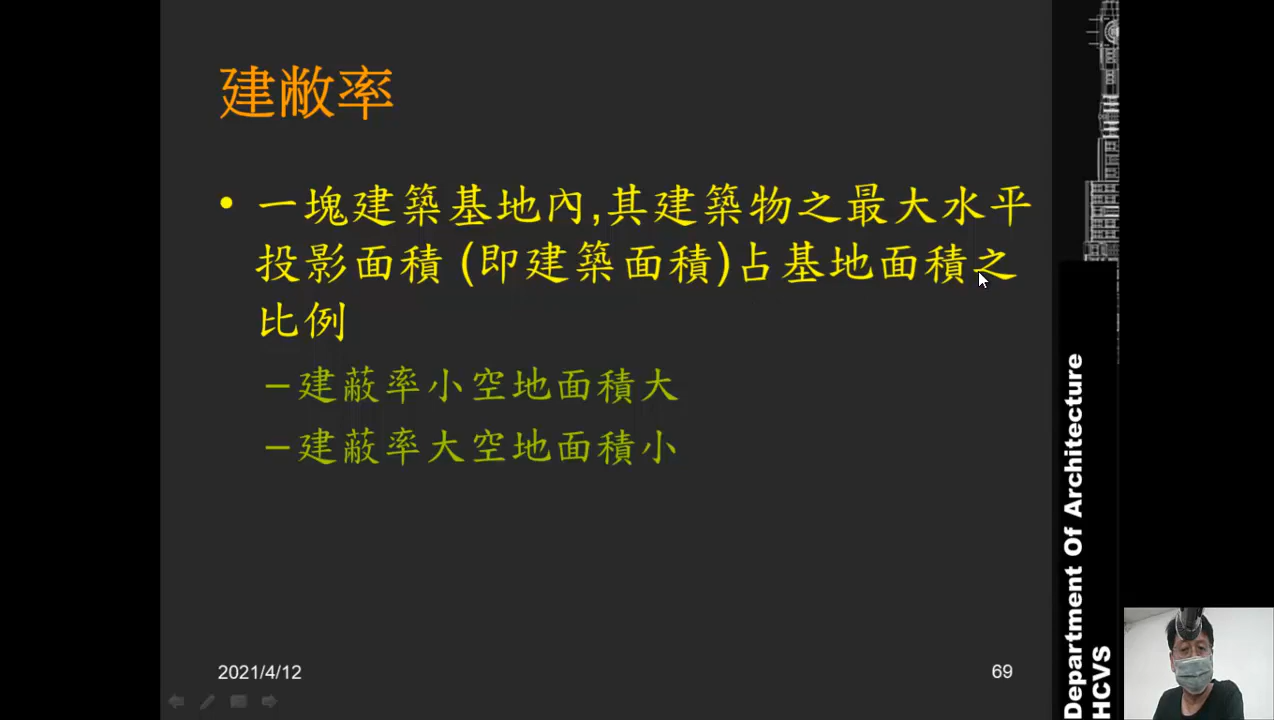 建敝率
•一塊建築基地內,其建築物之最大水平
投影面積 (即建築面積)占基地面積之
比例
–建蔽率小空地面積大
–建蔽率大空地面積小
2021/4/12
69
Department Of Architecture
HCVS